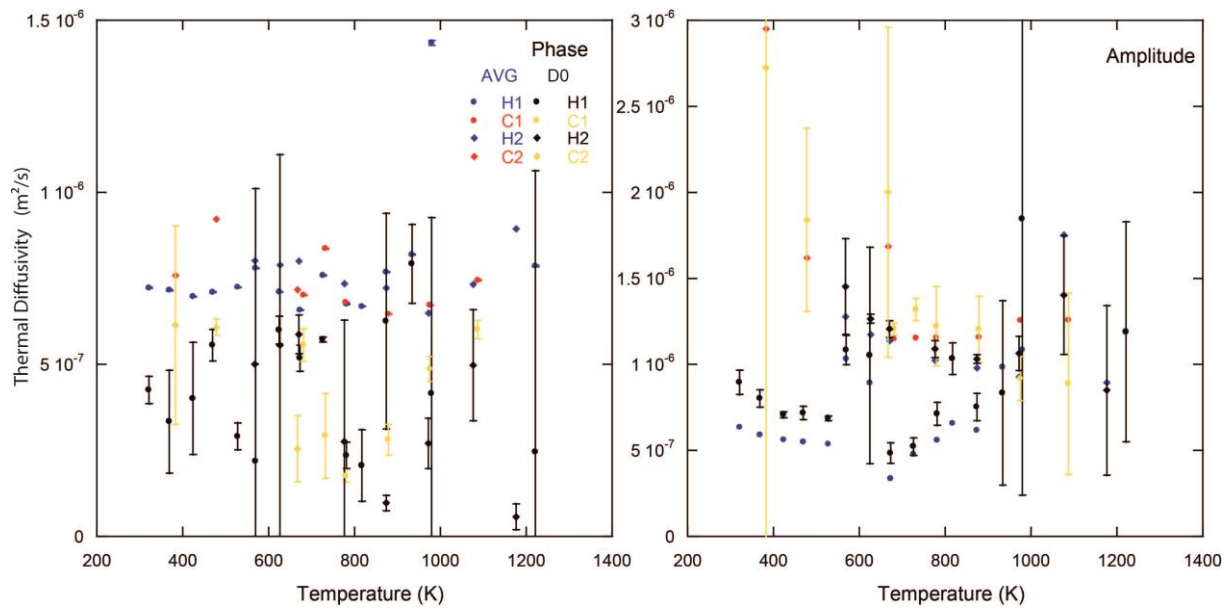 1.5 10⁻⁶
1 10⁻⁶
5 10⁻⁷
0
Thermal Diffusivity (m²/s)
200 400 600 800 1000 1200 1400
Temperature (K)
Phase
AVG D0
H1 H1
C1 C1
H2 H2
C2 C2
3 10⁻⁶
2.5 10⁻⁶
2 10⁻⁶
1.5 10⁻⁶
1 10⁻⁶
5 10⁻⁷
0
200 400 600 800 1000 1200 1400
Temperature (K)
Amplitude